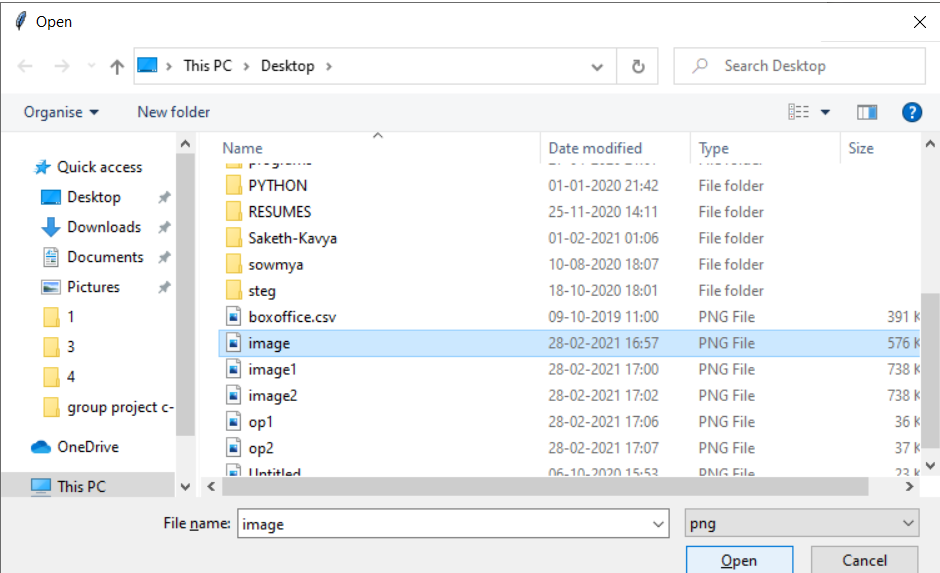 Open
This PC > Desktop >
Search Desktop
Organise
New folder
?
Name Date modified Type Size
Quick access
Desktop
Downloads
Documents
Pictures
1
3
4
group project c-
OneDrive
This PC
PYTHON 01-01-2020 21:42 File folder
RESUMES 25-11-2020 14:11 File folder
Saketh-Kavya 01-02-2021 01:06 File folder
sowmya 10-08-2020 18:07 File folder
steg 18-10-2020 18:01 File folder
boxoffice.csv 09-10-2019 11:00 PNG File 391 K
image 28-02-2021 16:57 PNG File 576 K
image1 28-02-2021 17:00 PNG File 738 K
image2 28-02-2021 17:02 PNG File 738 K
op1 28-02-2021 17:06 PNG File 36 K
op2 28-02-2021 17:07 PNG File 37 K
Untitled 06-10-2020 15:53 PNG File 23 K
File name: image
png
Open
Cancel